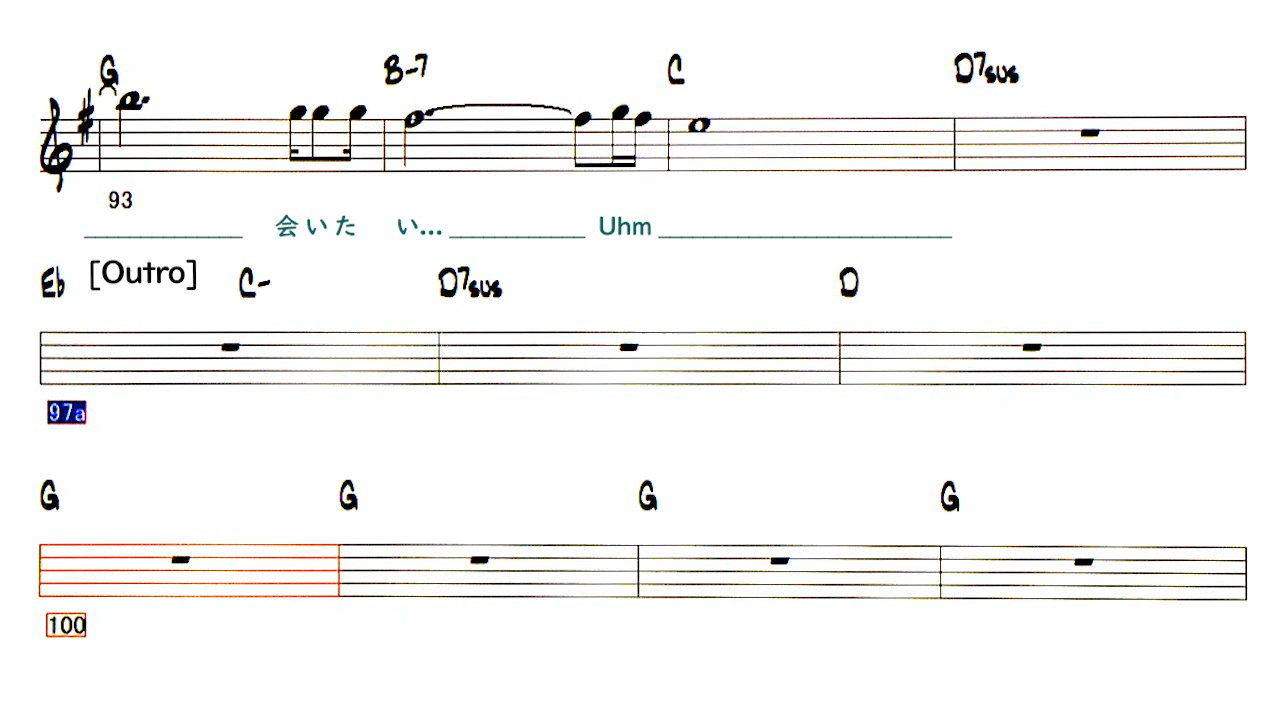 G B-7 C D7sus
93
会いたい... Uhm
Eb [Outro] C- D7sus D
97a
G G G G
100